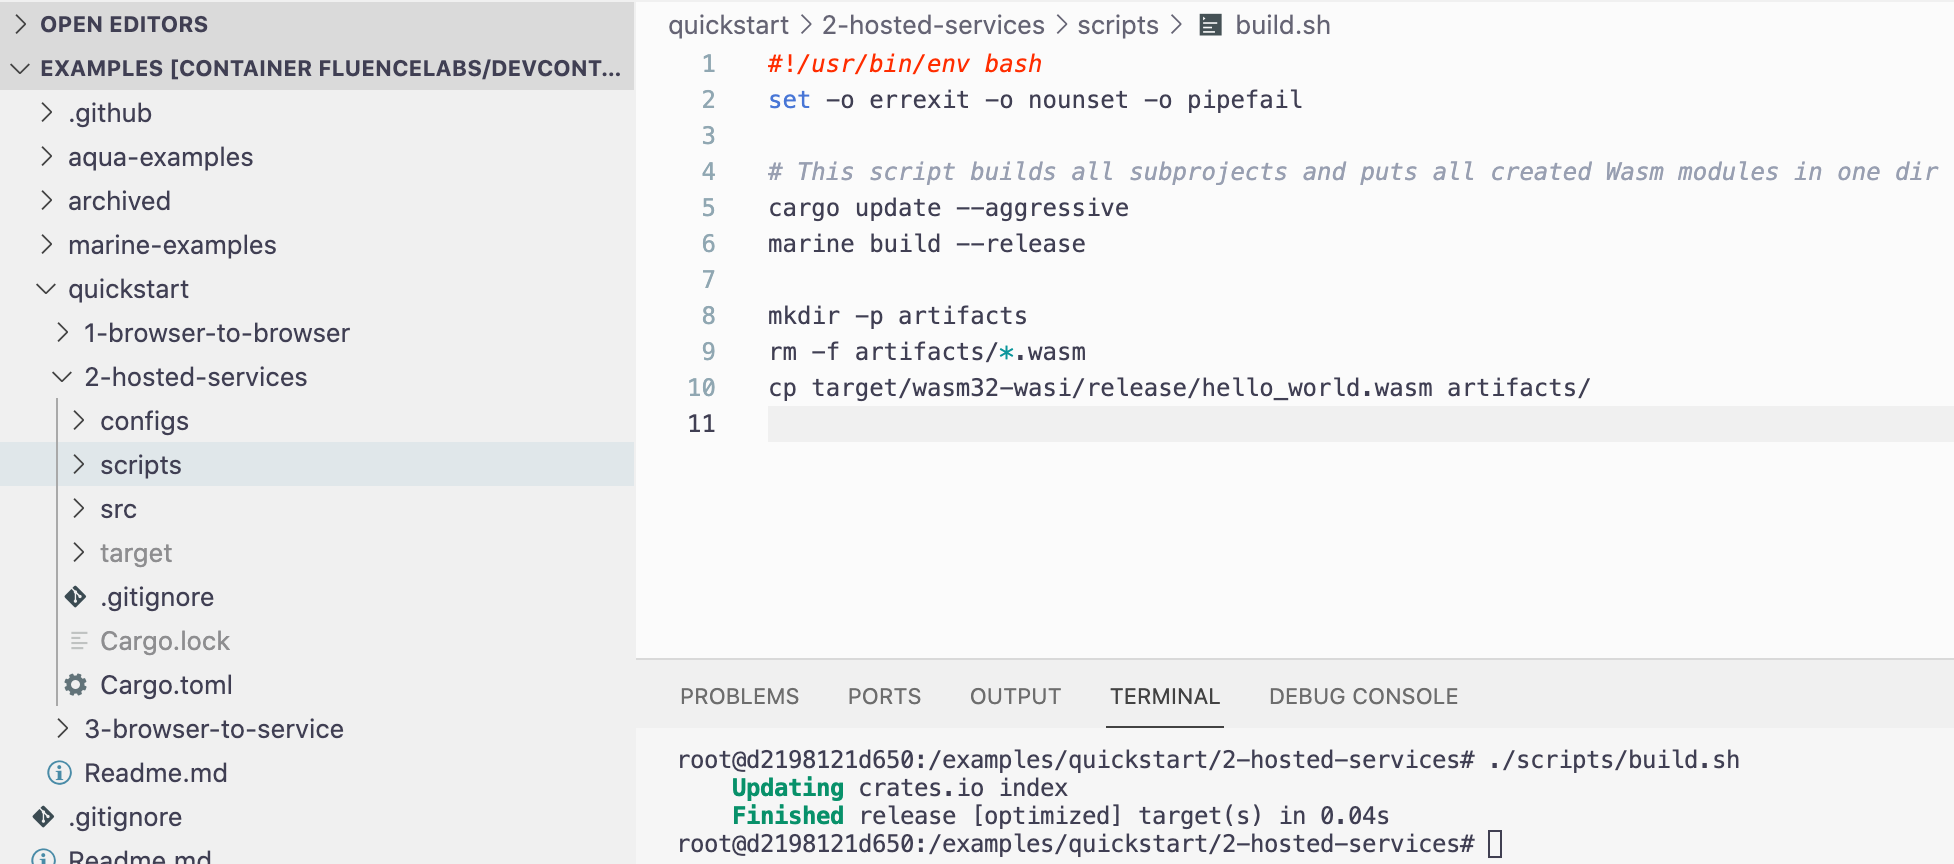 OPEN EDITORS
EXAMPLES [CONTAINER FLUENCELABS/DEVCONT...
.github
aqua-examples
archived
marine-examples
quickstart
1-browser-to-browser
2-hosted-services
configs
scripts
src
target
.gitignore
Cargo.lock
Cargo.toml
3-browser-to-service
Readme.md
.gitignore
Readme.md
quickstart > 2-hosted-services > scripts > build.sh
1 #!/usr/bin/env bash
2 set -o errexit -o nounset -o pipefail
3
4 # This script builds all subprojects and puts all created Wasm modules in one dir
5 cargo update --aggressive
6 marine build --release
7
8 mkdir -p artifacts
9 rm -f artifacts/*.wasm
10 cp target/wasm32-wasi/release/hello_world.wasm artifacts/
11
PROBLEMS PORTS OUTPUT TERMINAL DEBUG CONSOLE
root@d2198121d650:/examples/quickstart/2-hosted-services# ./scripts/build.sh
Updating crates.io index
Finished release [optimized] target(s) in 0.04s
root@d2198121d650:/examples/quickstart/2-hosted-services#